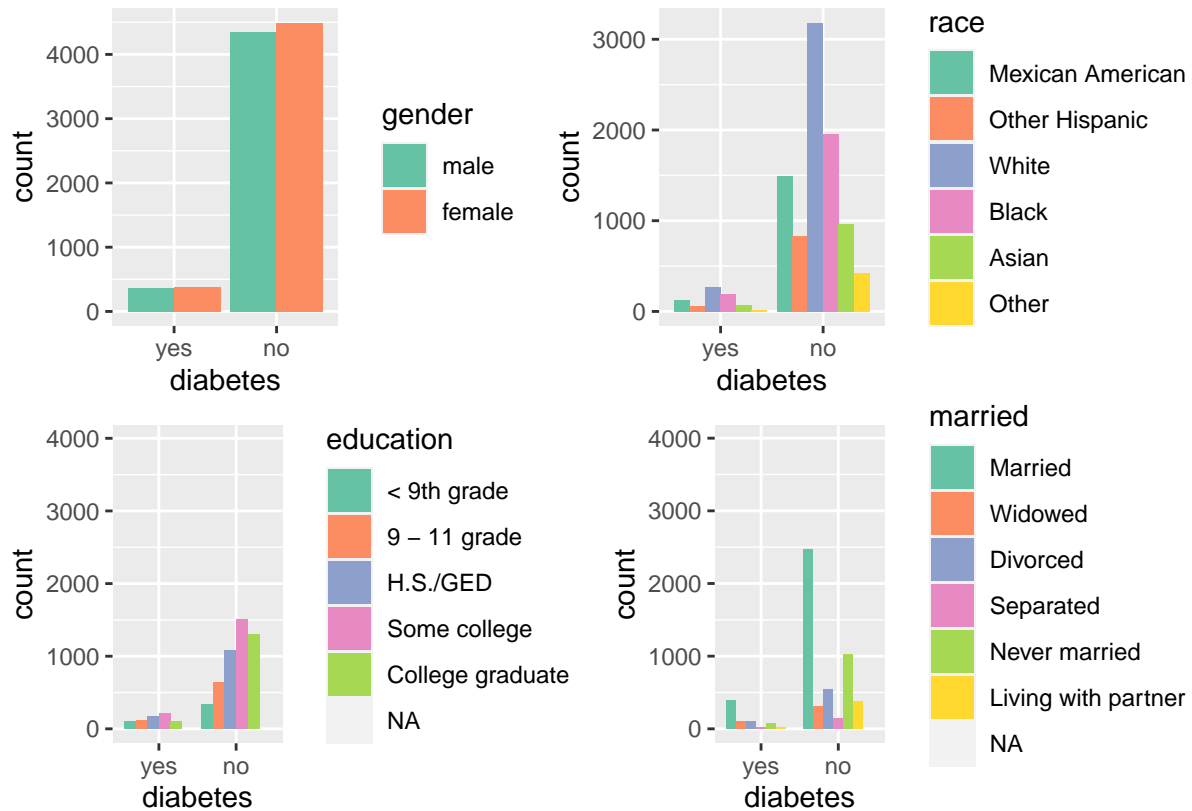 0
1000
2000
3000
4000
count
yes
no
diabetes
gender
male
female
0
1000
2000
3000
count
yes
no
diabetes
race
Mexican American
Other Hispanic
White
Black
Asian
Other
0
1000
2000
3000
4000
count
yes
no
diabetes
education
< 9th grade
9 − 11 grade
H.S./GED
Some college
College graduate
NA
0
1000
2000
3000
4000
count
yes
no
diabetes
married
Married
Widowed
Divorced
Separated
Never married
Living with partner
NA